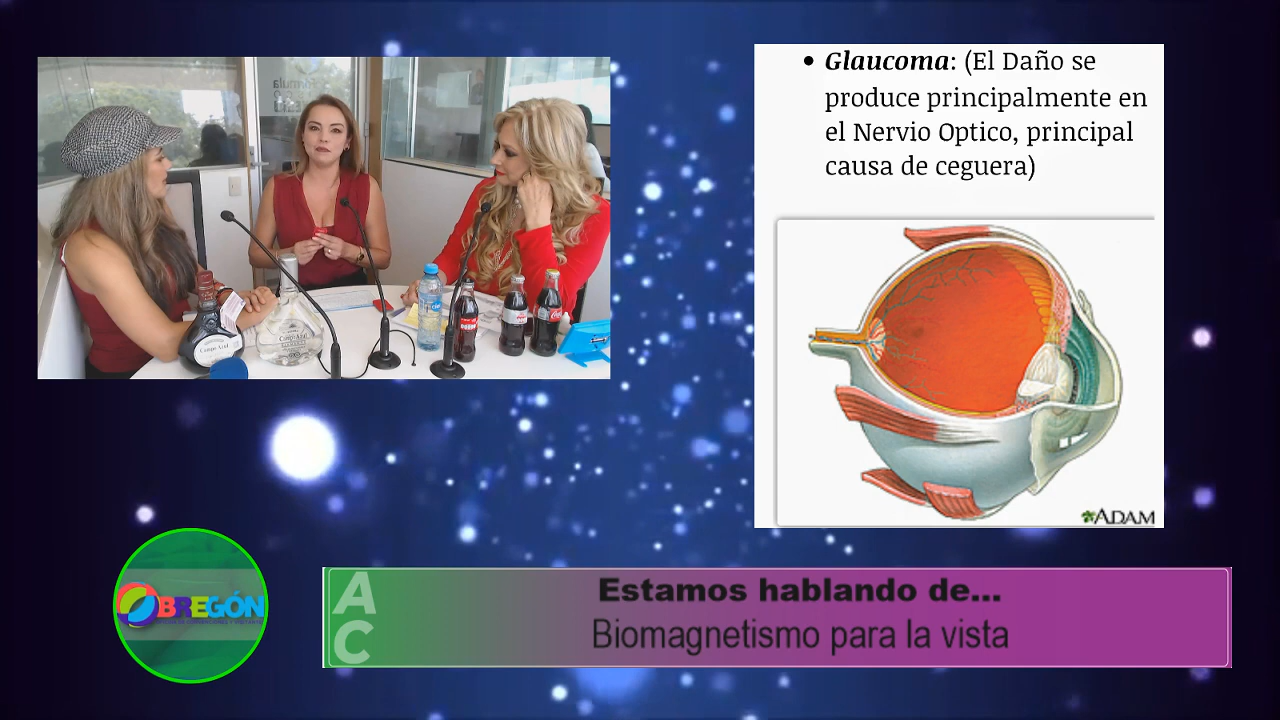 • Glaucoma: (El Daño se
produce principalmente en
el Nervio Optico, principal
causa de ceguera)
ADAM
OBREGÓN
AC
Estamos hablando de...
Biomagnetismo para la vista